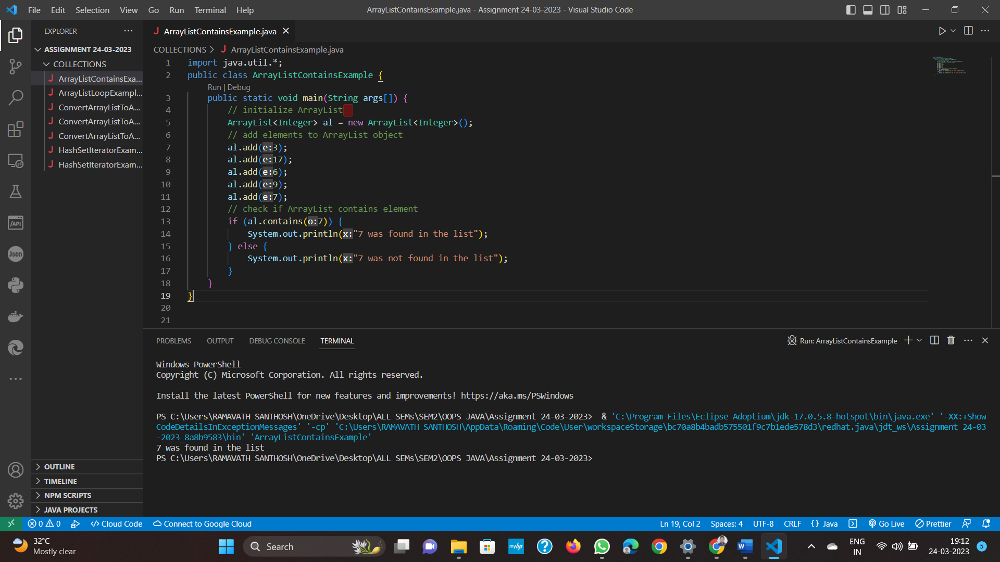 File Edit Selection View Go Run Terminal Help
ArrayListContainsExample.java - Assignment 24-03-2023 - Visual Studio Code
EXPLORER
ASSIGNMENT 24-03-2023
COLLECTIONS
ArrayListContainsExa...
ArrayListLoopExampl...
ConvertArrayListToA...
ConvertArrayListToA...
ConvertArrayListToA...
HashSetIteratorExam...
HashSetIteratorExam...
OUTLINE
TIMELINE
NPM SCRIPTS
JAVA PROJECTS
J ArrayListContainsExample.java
COLLECTIONS > J ArrayListContainsExample.java
1 import java.util.*;
2 public class ArrayListContainsExample {
Run | Debug
3 public static void main(String args[]) {
4 // initialize ArrayList
5 ArrayList<Integer> al = new ArrayList<Integer>();
6 // add elements to ArrayList object
7 al.add(e:3);
8 al.add(e:17);
9 al.add(e:6);
10 al.add(e:9);
11 al.add(e:7);
12 // check if ArrayList contains element
13 if (al.contains(o:7)) {
14 System.out.println(x:"7 was found in the list");
15 } else {
16 System.out.println(x:"7 was not found in the list");
17 }
18 }
19 }
20
21
PROBLEMS OUTPUT DEBUG CONSOLE TERMINAL
Run: ArrayListContainsExample
Windows PowerShell
Copyright (C) Microsoft Corporation. All rights reserved.
Install the latest PowerShell for new features and improvements! https://aka.ms/PSWindows
PS C:\Users\RAMAVATH SANTHOSH\OneDrive\Desktop\ALL SEMs\SEM2\OOPS JAVA\Assignment 24-03-2023> & 'C:\Program Files\Eclipse Adoptium\jdk-17.0.5.8-hotspot\bin\java.exe' '-XX:+Show
CodeDetailsInExceptionMessages' '-cp' 'C:\Users\RAMAVATH SANTHOSH\AppData\Roaming\Code\User\workspaceStorage\bc70a8b4badb575501f9c7b1ede578d3\redhat.java\jdt_ws\Assignment 24-03
-2023_8a8b9583\bin' 'ArrayListContainsExample'
7 was found in the list
PS C:\Users\RAMAVATH SANTHOSH\OneDrive\Desktop\ALL SEMs\SEM2\OOPS JAVA\Assignment 24-03-2023>
0 0 Cloud Code Connect to Google Cloud
Ln 19, Col 2 Spaces: 4 UTF-8 CRLF {} Java Go Live Prettier
32°C
Mostly clear
Search
ENG
IN
19:12
24-03-2023
5
/API
Json
myhp